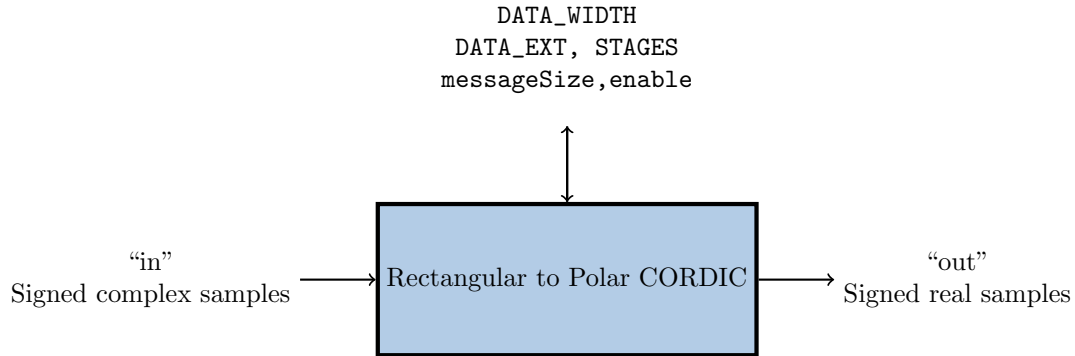 DATA_WIDTH
DATA_EXT, STAGES
messageSize,enable
“in”
Signed complex samples
Rectangular to Polar CORDIC
“out”
Signed real samples